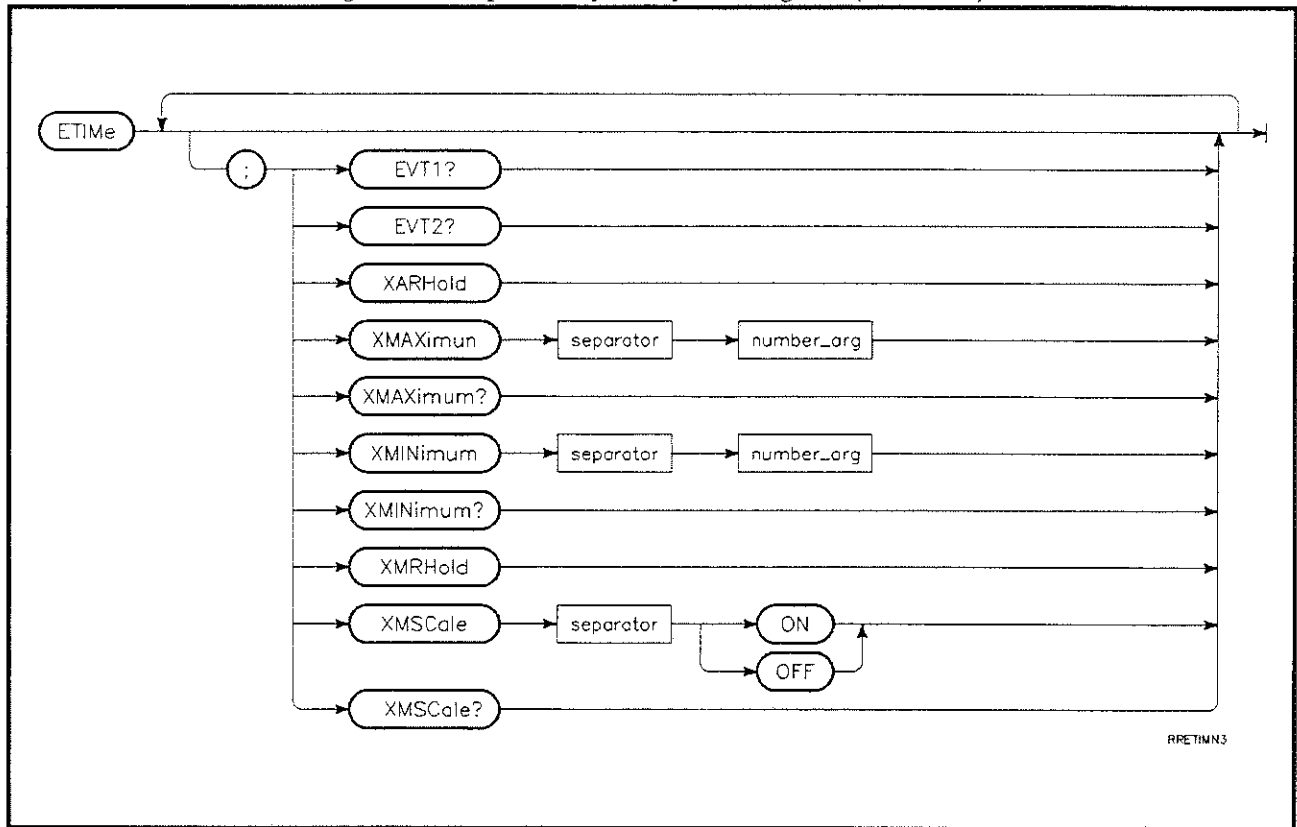 ETIMe
;
EVT1?
EVT2?
XARHold
XMAXimun separator number_arg
XMAXimum?
XMINimum separator number_arg
XMINimum?
XMRHold
XMSCale separator ON
OFF
XMSCale?
RRETIMN3